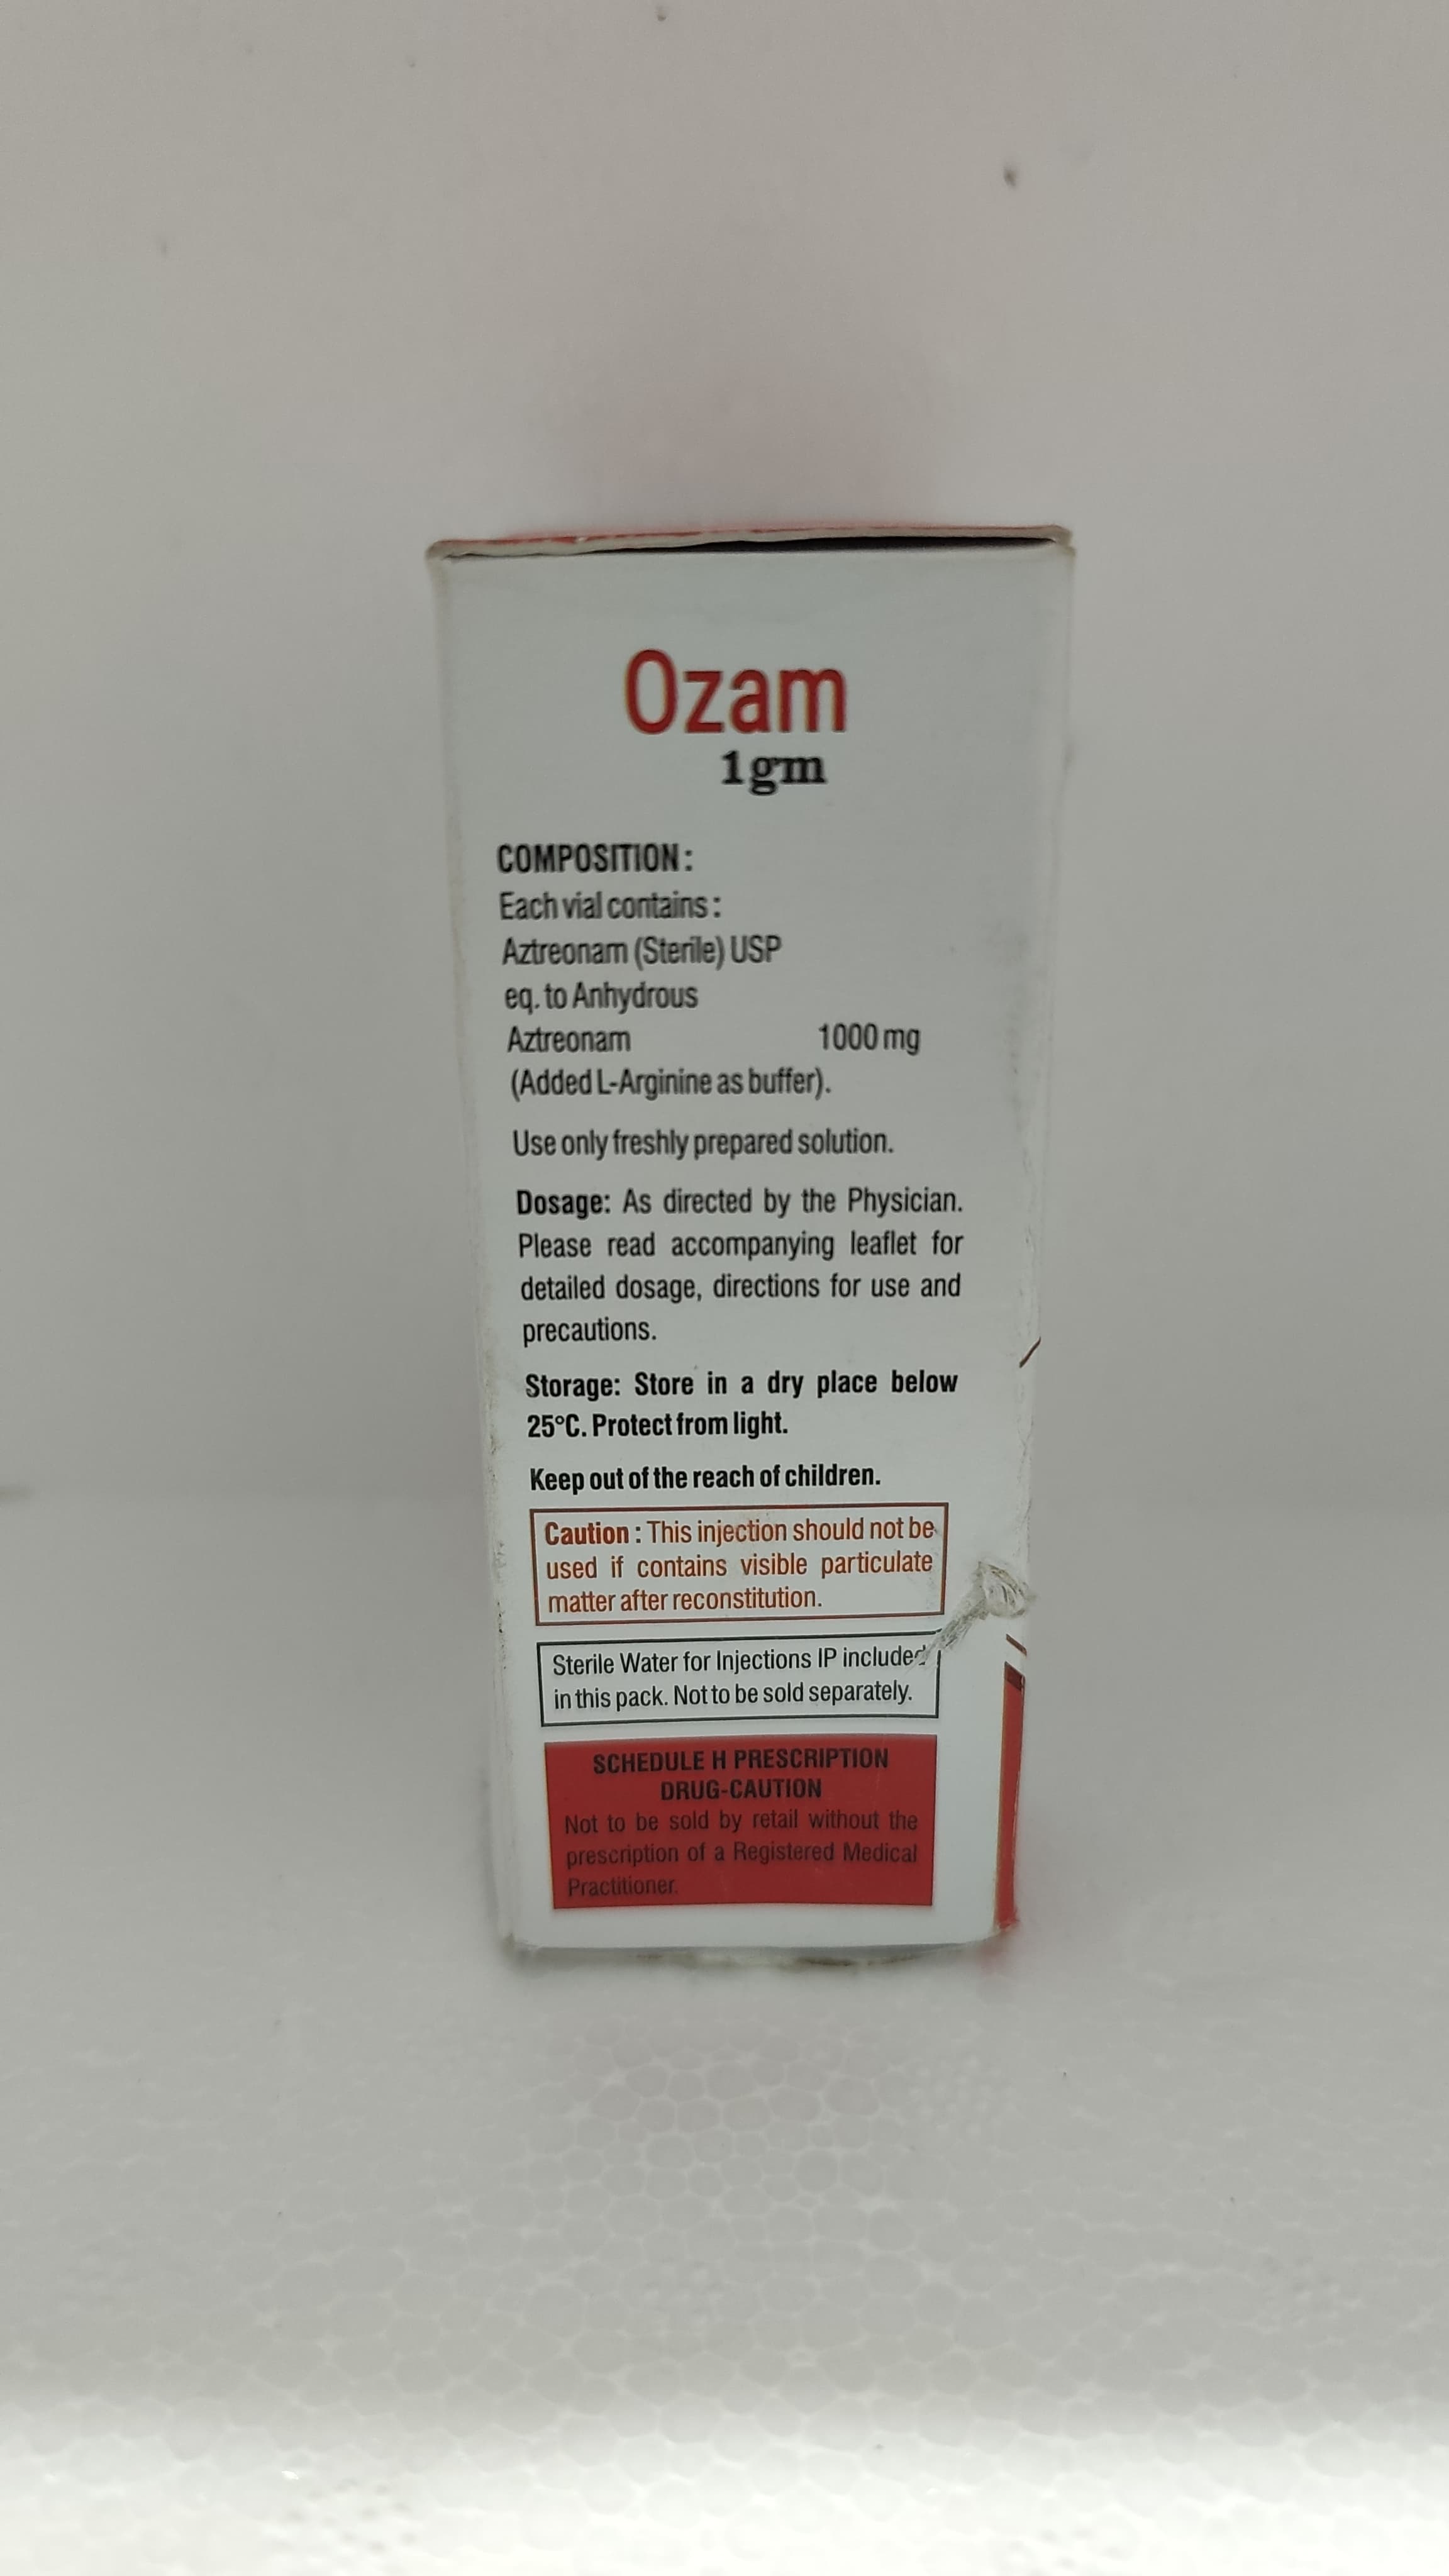 Ozam
1gm
COMPOSITION :
Each vial contains :
Aztreonam (Sterile) USP
eq. to Anhydrous
Aztreonam 1000 mg
(Added L-Arginine as buffer).
Use only freshly prepared solution.
Dosage: As directed by the Physician.
Please read accompanying leaflet for
detailed dosage, directions for use and
precautions.
Storage: Store in a dry place below
25°C. Protect from light.
Keep out of the reach of children.
Caution : This injection should not be
used if contains visible particulate
matter after reconstitution.
Sterile Water for Injections IP included
in this pack. Not to be sold separately.
SCHEDULE H PRESCRIPTION
DRUG-CAUTION
Not to be sold by retail without the
prescription of a Registered Medical
Practitioner.